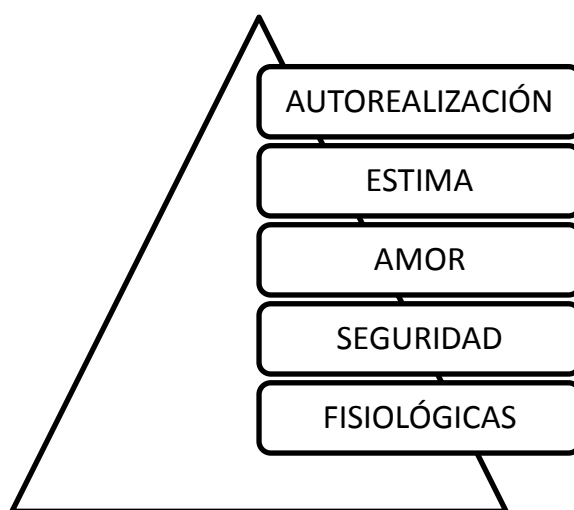 AUTOREALIZACIÓN
ESTIMA
AMOR
SEGURIDAD
FISIOLÓGICAS